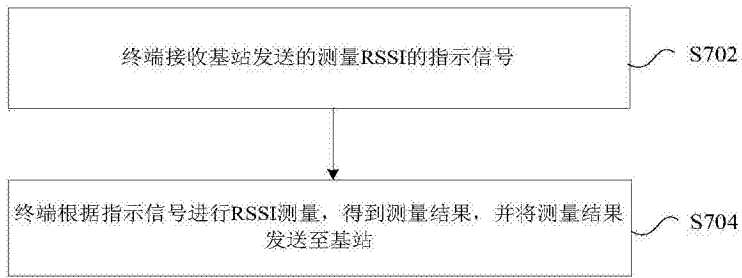 终端接收基站发送的测量RSSI的指示信号
S702
终端根据指示信号进行RSSI测量，得到测量结果，并将测量结果
发送至基站
S704